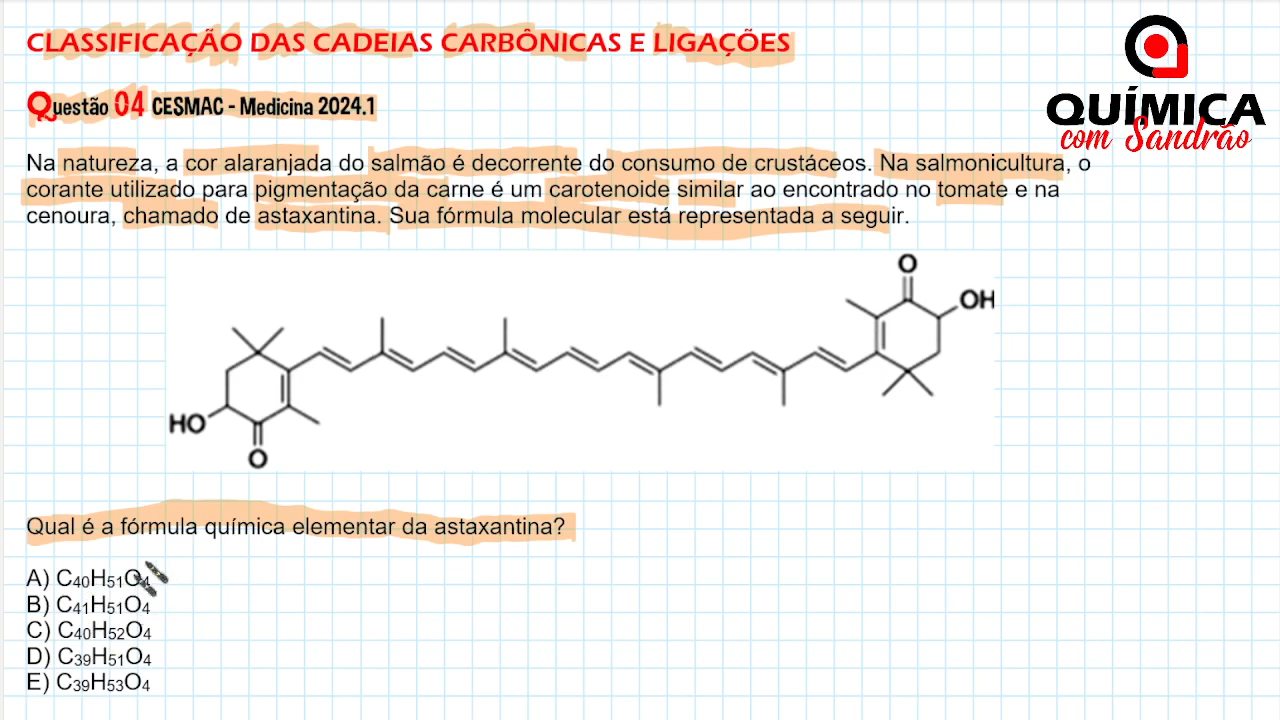 CLASSIFICAÇÃO DAS CADEIAS CARBÔNICAS E LIGAÇÕES
QUÍMICA
com Sandrão
Questão 04 CESMAC - Medicina 2024.1
Na natureza, a cor alaranjada do salmão é decorrente do consumo de crustáceos. Na salmonicultura, o
corante utilizado para pigmentação da carne é um carotenoide similar ao encontrado no tomate e na
cenoura, chamado de astaxantina. Sua fórmula molecular está representada a seguir.
O
OH
HO
O
Qual é a fórmula química elementar da astaxantina?
A) C₄₀H₅₁O₄
B) C₄₁H₅₁O₄
C) C₄₀H₅₂O₄
D) C₃₉H₅₁O₄
E) C₃₉H₅₃O₄